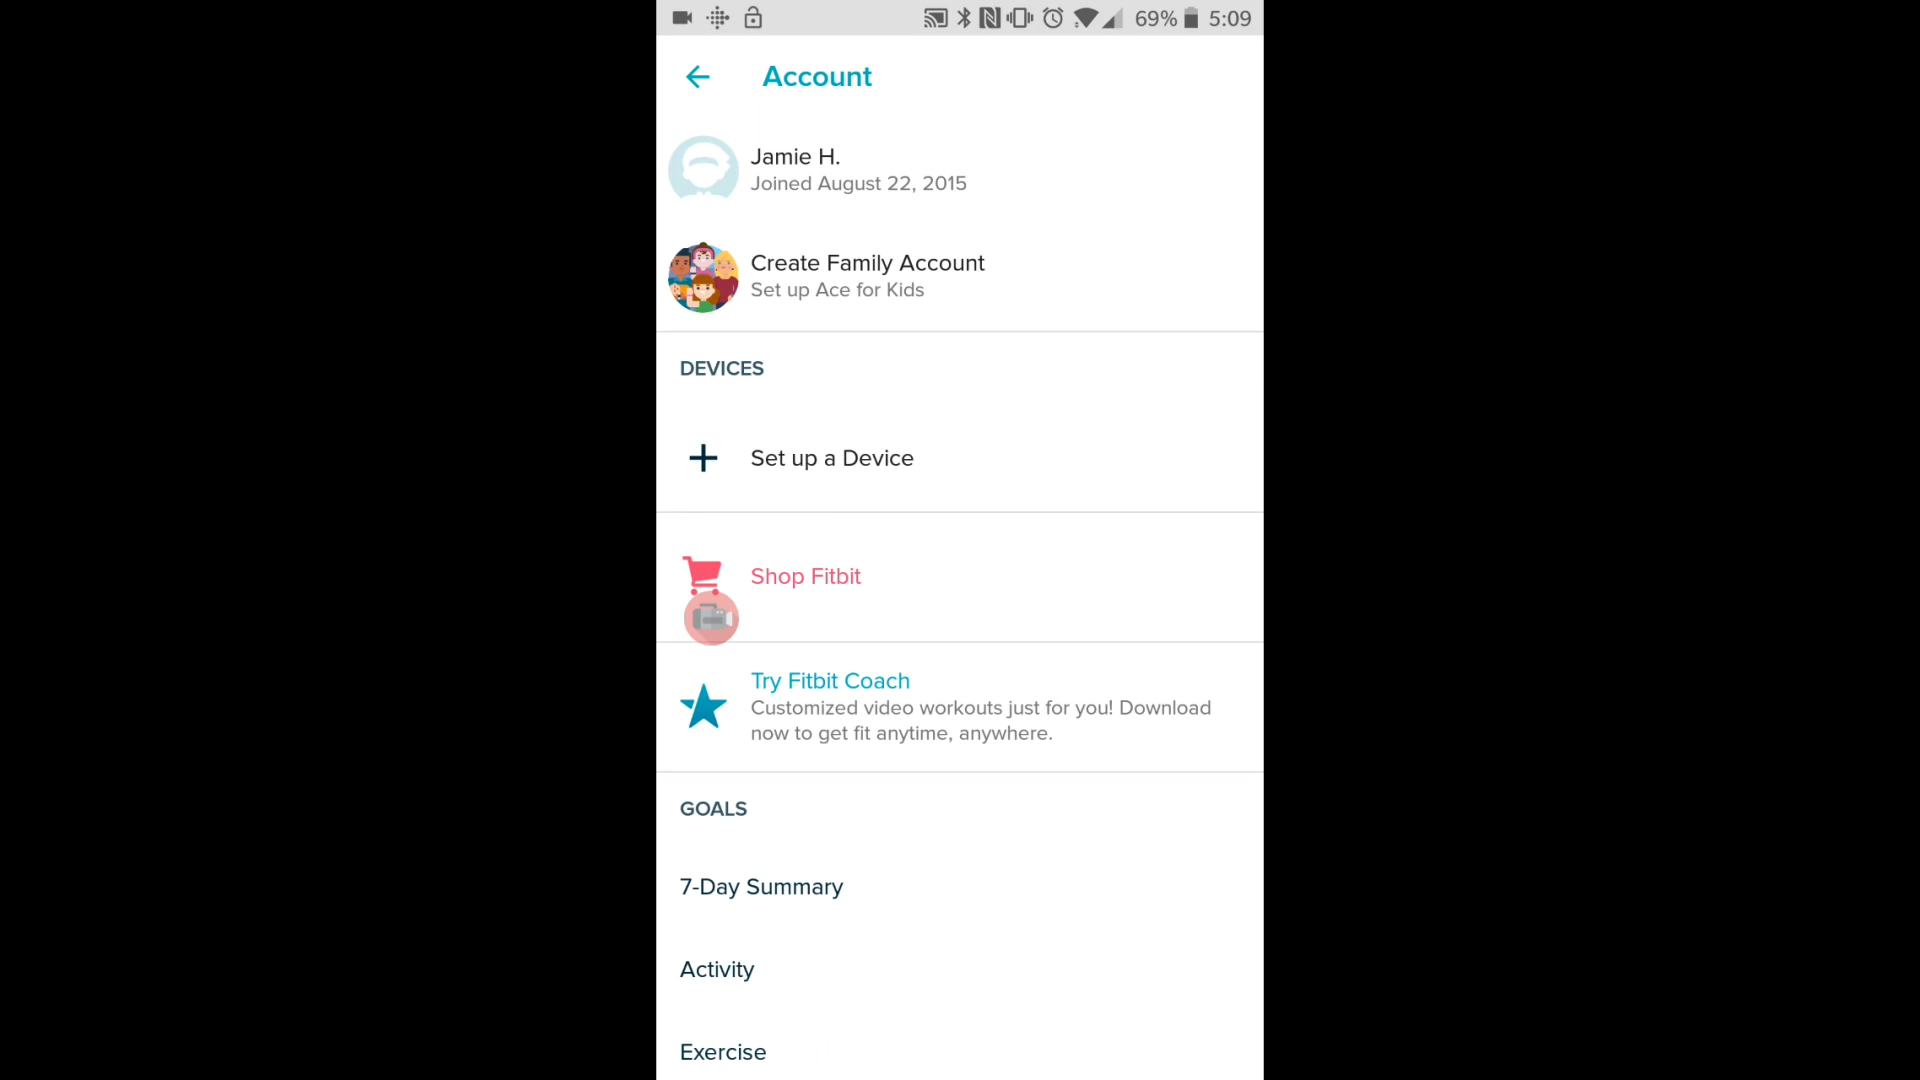 69% 5:09
Account
Jamie H.
Joined August 22, 2015
Create Family Account
Set up Ace for Kids
DEVICES
Set up a Device
Shop Fitbit
Try Fitbit Coach
Customized video workouts just for you! Download
now to get fit anytime, anywhere.
GOALS
7-Day Summary
Activity
Exercise